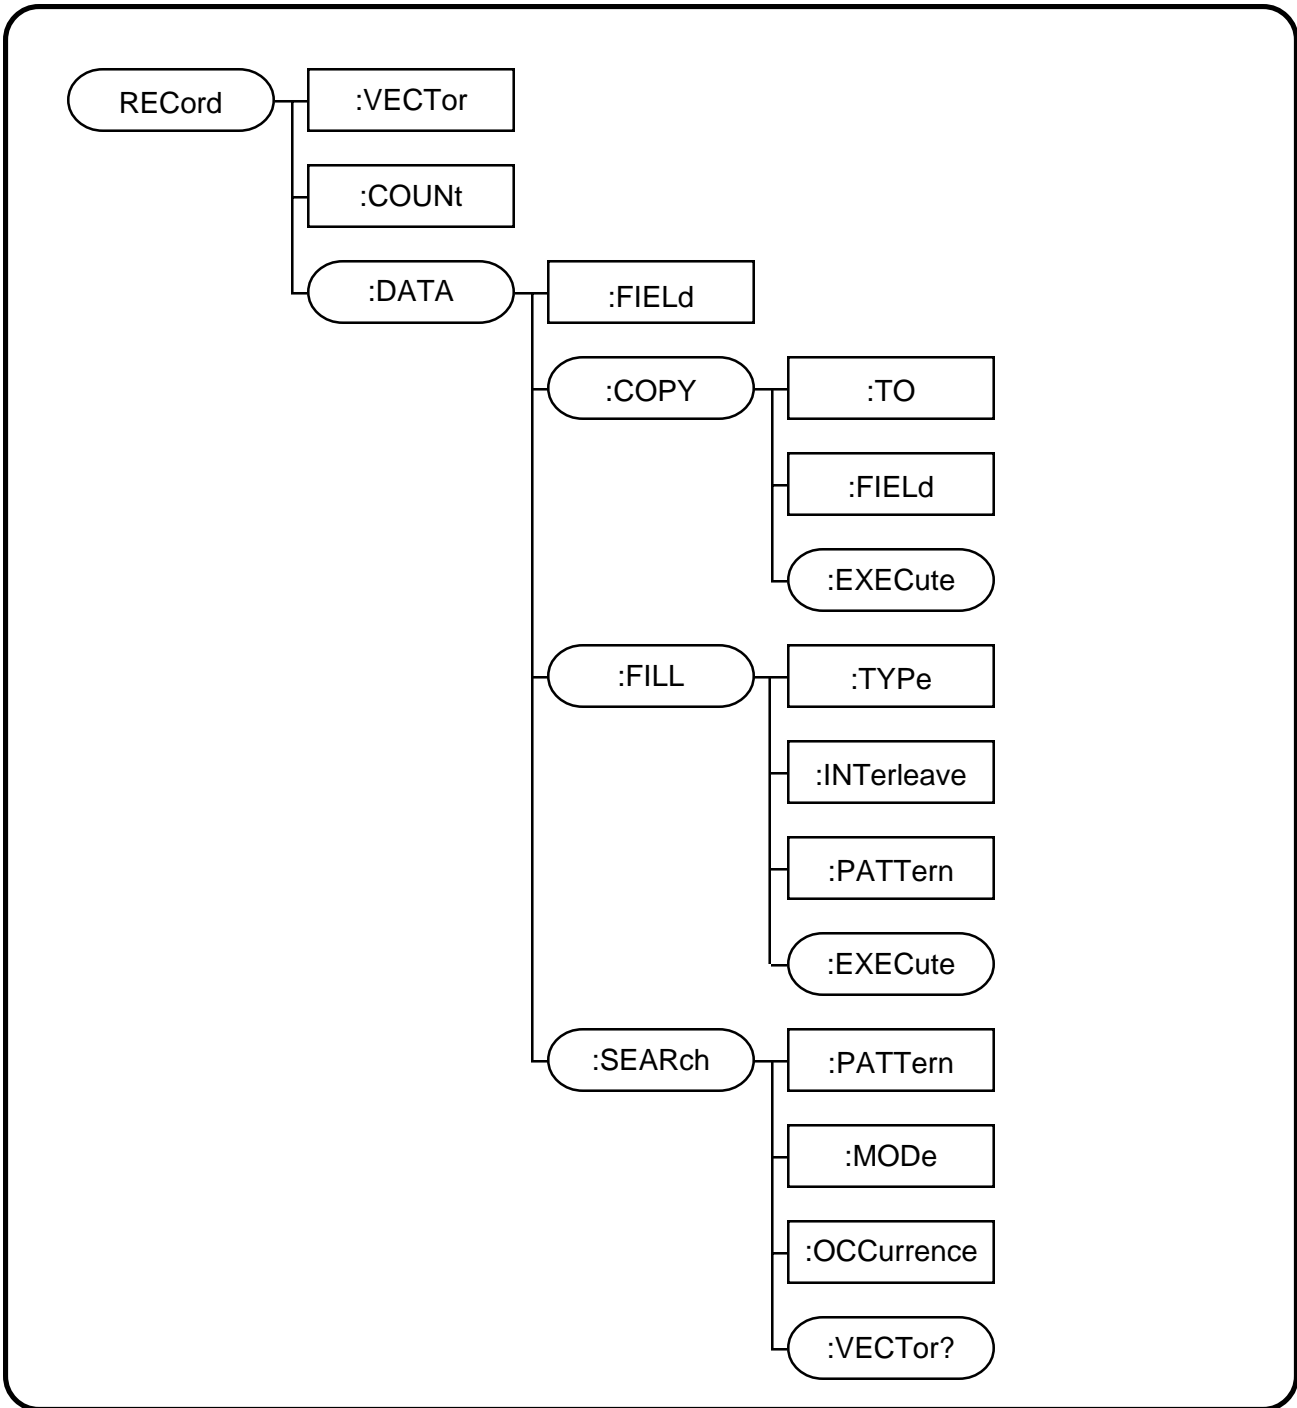 RECord
:VECTor
:COUNt
:DATA
:FIELd
:COPY
:TO
:FIELd
:EXECute
:FILL
:TYPe
:INTerleave
:PATTern
:EXECute
:SEARch
:PATTern
:MODe
:OCCurrence
:VECTor?